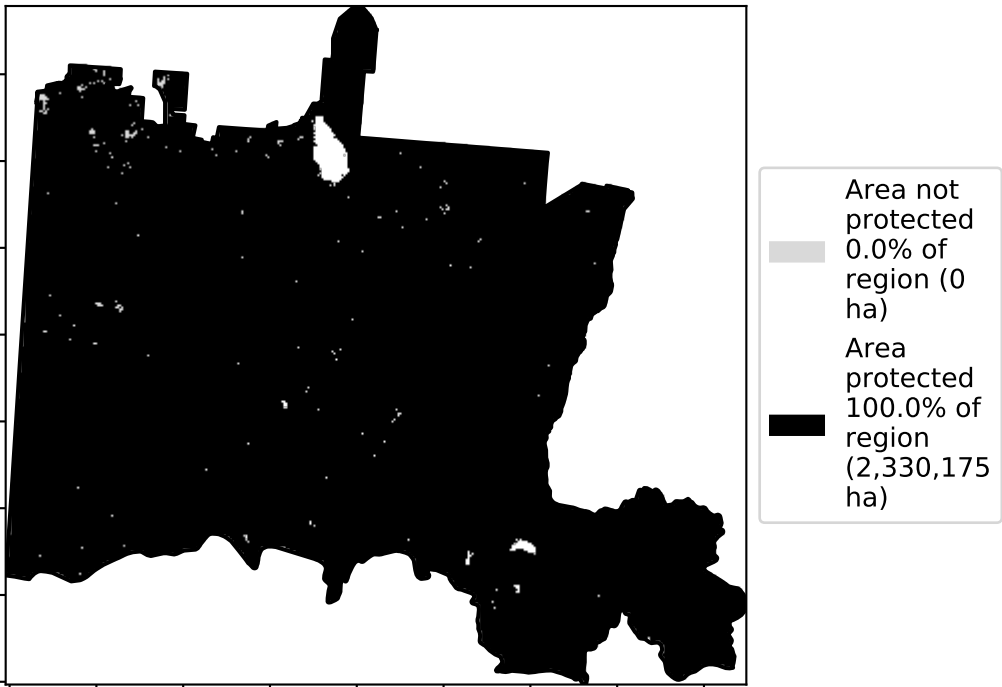 Area not
protected
0.0% of
region (0
ha)
Area
protected
100.0% of
region
(2,330,175
ha)